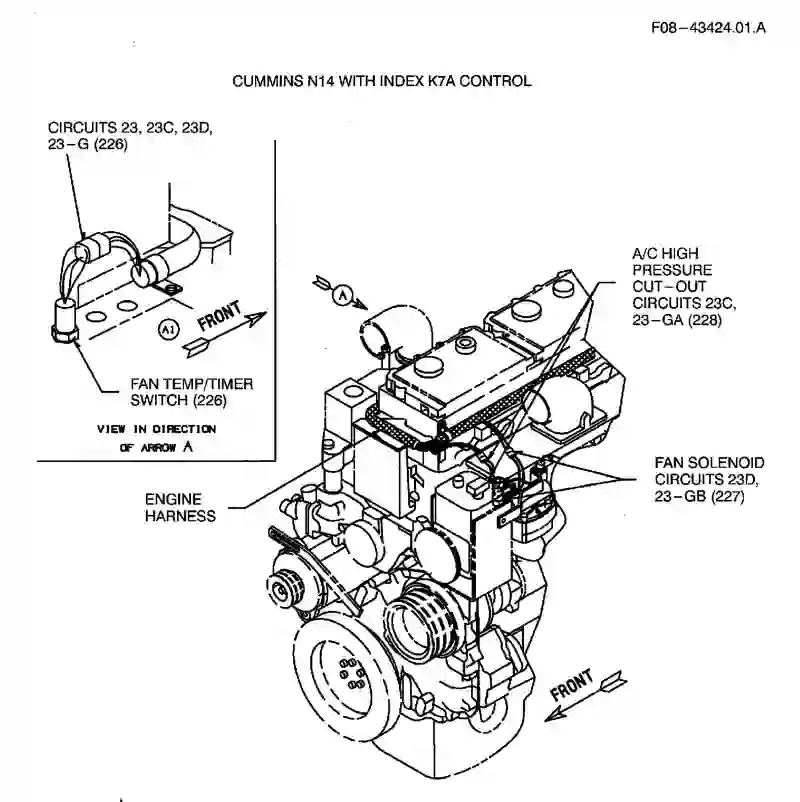 F08-43424.01.A
CUMMINS N14 WITH INDEX K7A CONTROL
CIRCUITS 23, 23C, 23D,
23-G (226)
A1
FRONT
FAN TEMP/TIMER
SWITCH (226)
VIEW IN DIRECTION
OF ARROW A
A
A/C HIGH
PRESSURE
CUT-OUT
CIRCUITS 23C,
23-GA (228)
ENGINE
HARNESS
FAN SOLENOID
CIRCUITS 23D,
23-GB (227)
FRONT